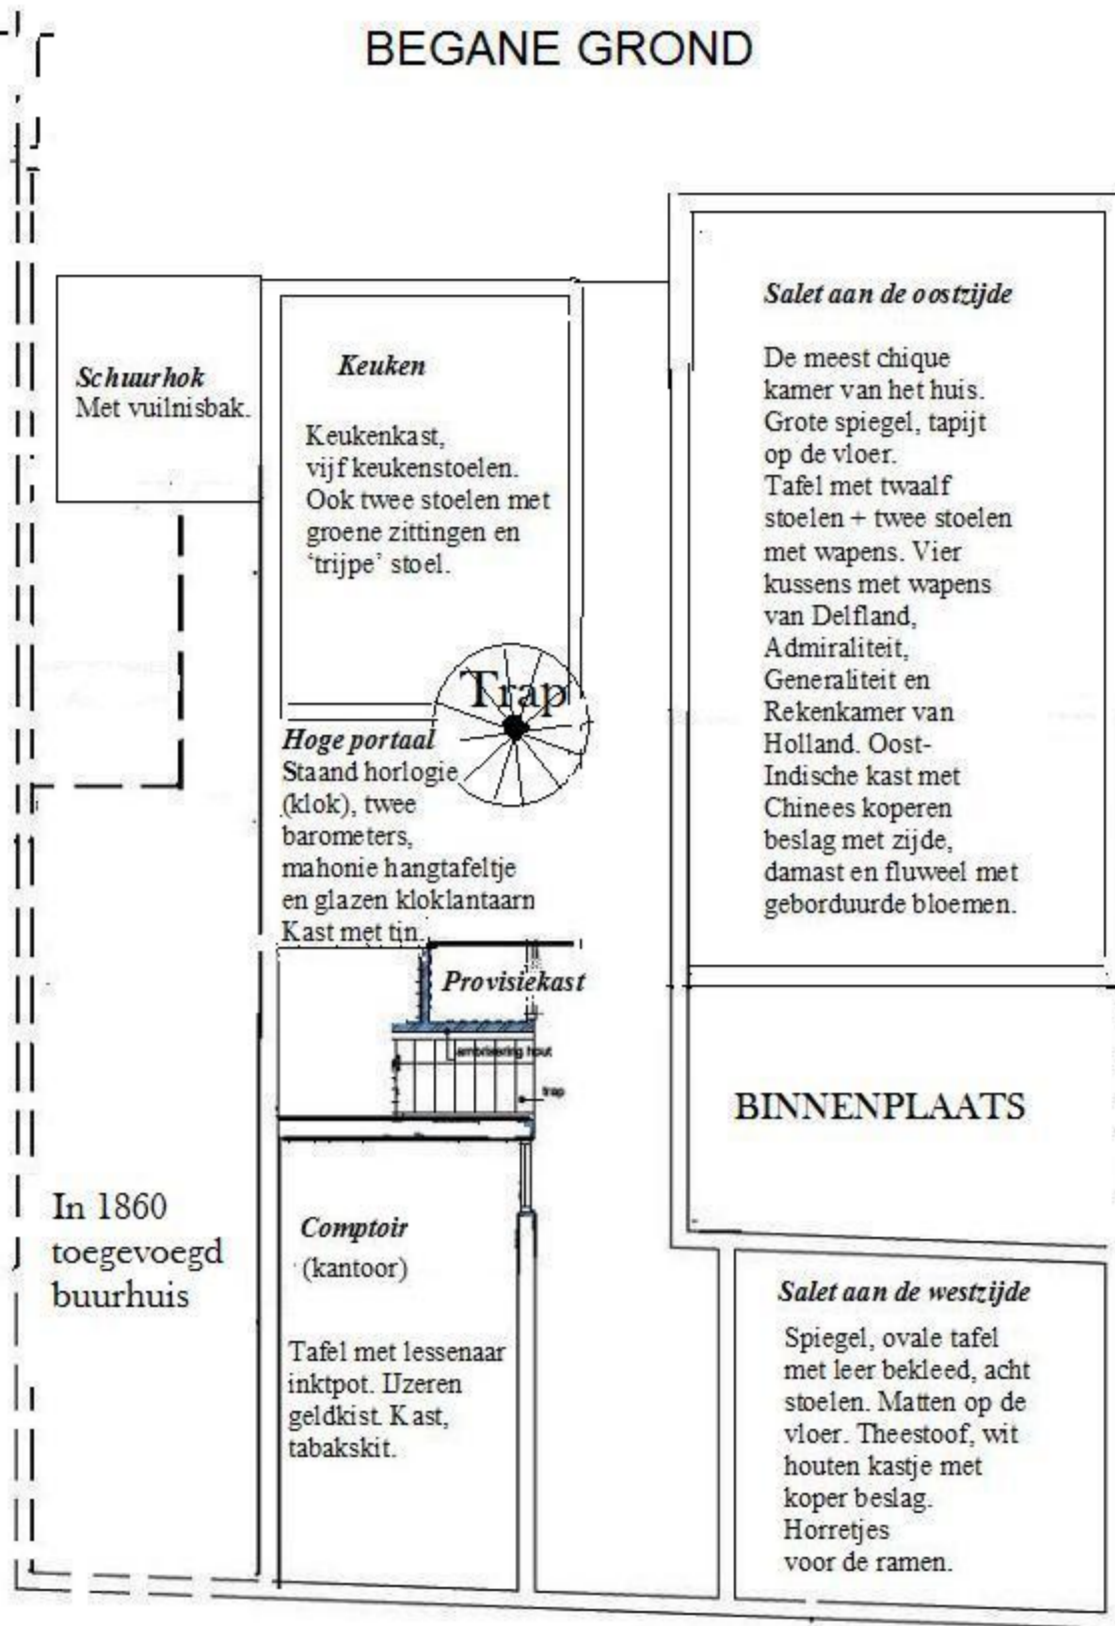 BEGANE GROND
Schuurhok
Met vuilnisbak.
Keuken
Keukenkast,
vijf keukenstoelen.
Ook twee stoelen met
groene zittingen en
‘trijpe’ stoel.
Trap
Hoge portaal
Staand horlogie
(klok), twee
barometers,
mahonie hangtafeltje
en glazen kloklantaarn
Kast met tin.
Provisiekast
trap
Comptoir
(kantoor)
Tafel met lessenaar
inktpot. IJzeren
geldkist. Kast,
tabakskit.
In 1860
toegevoegd
buurhuis
Salet aan de oostzijde
De meest chique
kamer van het huis.
Grote spiegel, tapijt
op de vloer.
Tafel met twaalf
stoelen + twee stoelen
met wapens. Vier
kussens met wapens
van Delfland,
Admiraliteit,
Generaliteit en
Rekenkamer van
Holland. Oost-
Indische kast met
Chinees koperen
beslag met zijde,
damast en fluweel met
geborduurde bloemen.
BINNENPLAATS
Salet aan de westzijde
Spiegel, ovale tafel
met leer bekleed, acht
stoelen. Matten op de
vloer. Theestoof, wit
houten kastje met
koper beslag.
Horretjes
voor de ramen.